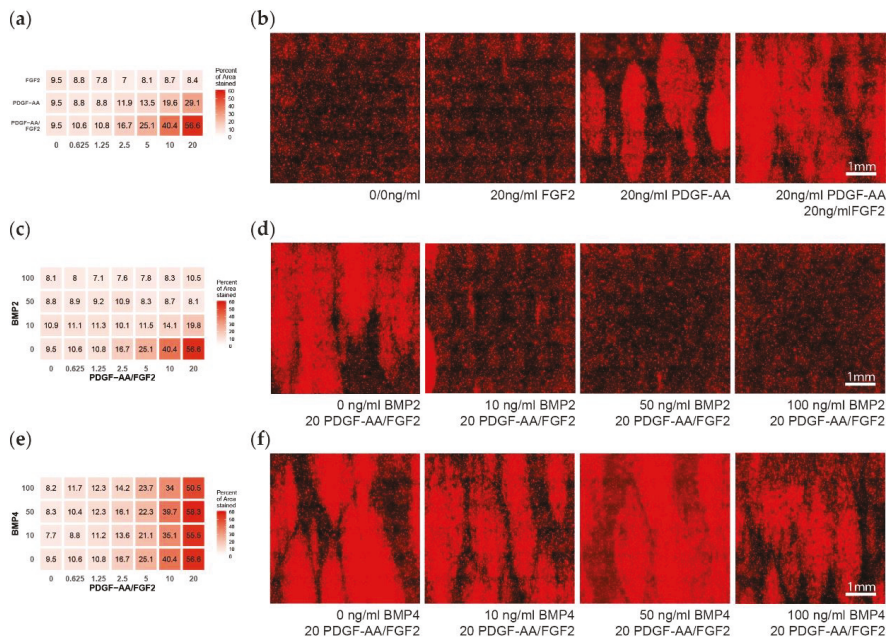 (a)
Percent
of Area
stained
FGF2 9.5 8.8 7.8 7 8.1 8.7 8.4
PDGF-AA 9.5 8.8 8.8 11.9 13.5 19.6 29.1
PDGF-AA/
FGF2 9.5 10.6 10.8 16.7 25.1 40.4 56.6
0 0.625 1.25 2.5 5 10 20
60
50
40
30
20
10
0
(b)
1mm
0/0ng/ml 20ng/ml FGF2 20ng/ml PDGF-AA 20ng/ml PDGF-AA
20ng/mlFGF2
(c)
Percent
of Area
stained
BMP2
100 8.1 8 7.1 7.6 7.8 8.3 10.5
50 8.8 8.9 9.2 10.9 8.3 8.7 8.1
10 10.9 11.1 11.3 10.1 11.5 14.1 19.8
0 9.5 10.6 10.8 16.7 25.1 40.4 56.6
0 0.625 1.25 2.5 5 10 20
PDGF-AA/FGF2
60
50
40
30
20
10
0
(d)
1mm
0 ng/ml BMP2 10 ng/ml BMP2 50 ng/ml BMP2 100 ng/ml BMP2
20 PDGF-AA/FGF2 20 PDGF-AA/FGF2 20 PDGF-AA/FGF2 20 PDGF-AA/FGF2
(e)
Percent
of Area
stained
BMP4
100 8.2 11.7 12.3 14.2 23.7 34 50.5
50 8.3 10.4 12.3 16.1 22.3 39.7
10 7.7 8.8 11.2 13.6 21.1 35.1
0 9.5 10.6 10.8 16.7 25.1 40.4 56.6
0 0.625 1.25 2.5 5 10 20
PDGF-AA/FGF2
60
50
40
30
20
10
0
(f)
1mm
0 ng/ml BMP4 10 ng/ml BMP4 50 ng/ml BMP4 100 ng/ml BMP4
20 PDGF-AA/FGF2 20 PDGF-AA/FGF2 20 PDGF-AA/FGF2 20 PDGF-AA/FGF2